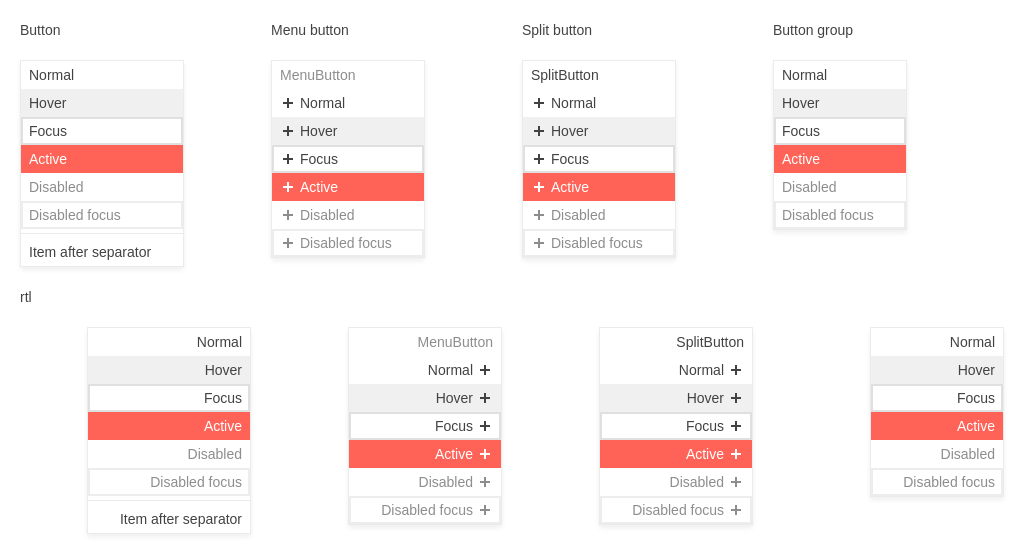 Button
Normal
Hover
Focus
Active
Disabled
Disabled focus
Item after separator
Menu button
MenuButton
Normal
Hover
Focus
Active
Disabled
Disabled focus
Split button
SplitButton
Normal
Hover
Focus
Active
Disabled
Disabled focus
Button group
Normal
Hover
Focus
Active
Disabled
Disabled focus
rtl
Normal
Hover
Focus
Active
Disabled
Disabled focus
Item after separator
MenuButton
Normal
Hover
Focus
Active
Disabled
Disabled focus
SplitButton
Normal
Hover
Focus
Active
Disabled
Disabled focus
Normal
Hover
Focus
Active
Disabled
Disabled focus